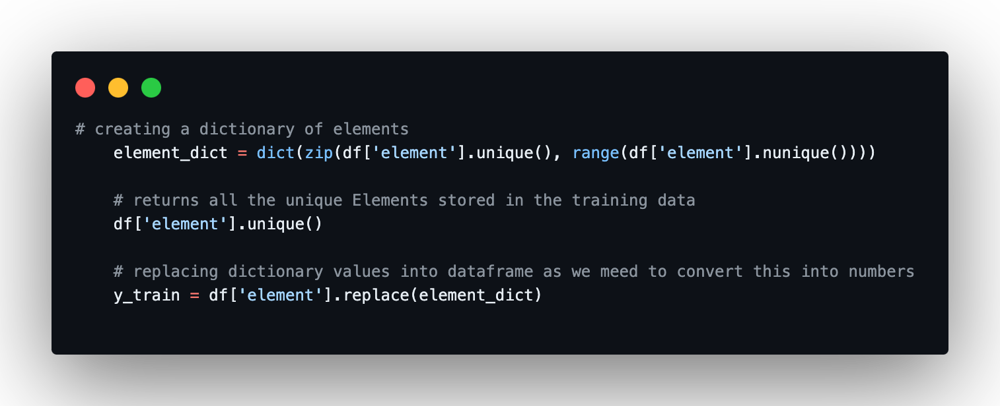 # creating a dictionary of elements
    element_dict = dict(zip(df['element'].unique(), range(df['element'].nunique())))
    # returns all the unique Elements stored in the training data
    df['element'].unique()
    # replacing dictionary values into dataframe as we meed to convert this into numbers
    y_train = df['element'].replace(element_dict)